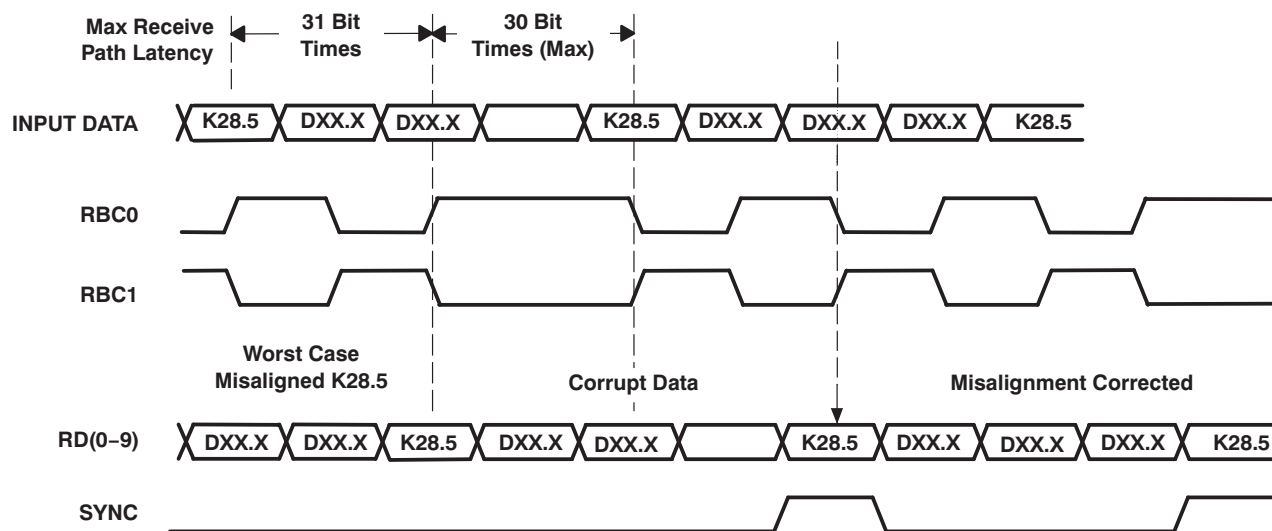 Max Receive
Path Latency
31 Bit
Times
30 Bit
Times (Max)
INPUT DATA
K28.5
DXX.X
DXX.X
K28.5
DXX.X
DXX.X
DXX.X
K28.5
RBC0
RBC1
Worst Case
Misaligned K28.5
Corrupt Data
Misalignment Corrected
RD(0−9)
DXX.X
DXX.X
K28.5
DXX.X
DXX.X
K28.5
DXX.X
DXX.X
DXX.X
K28.5
SYNC